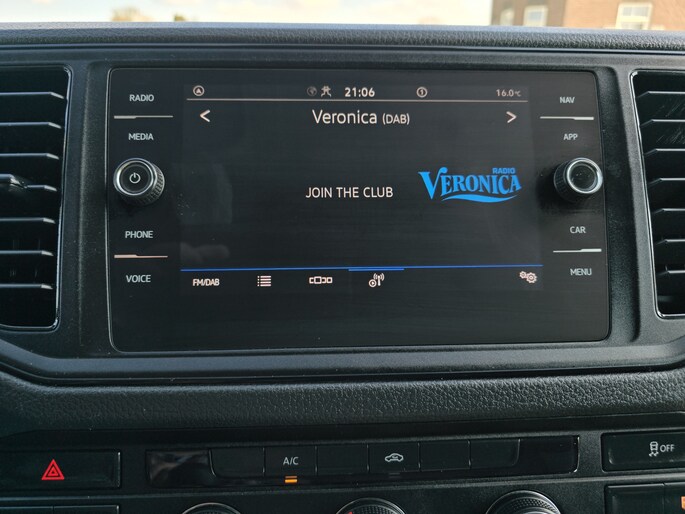 RADIO
MEDIA
PHONE
VOICE
21:06
1
16.0°C
< Veronica (DAB) >
JOIN THE CLUB
RADIO
VERONICA
FM/DAB
NAV
APP
CAR
MENU
A/C
OFF